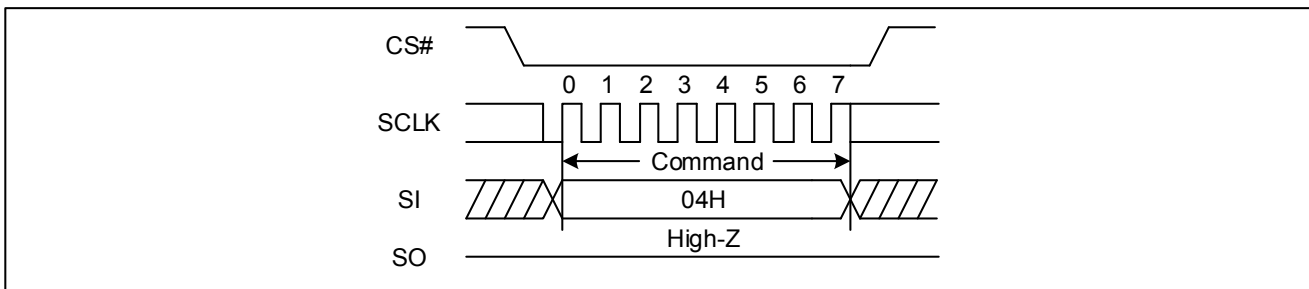 CS#
0 1 2 3 4 5 6 7
SCLK
Command
SI
04H
High-Z
SO